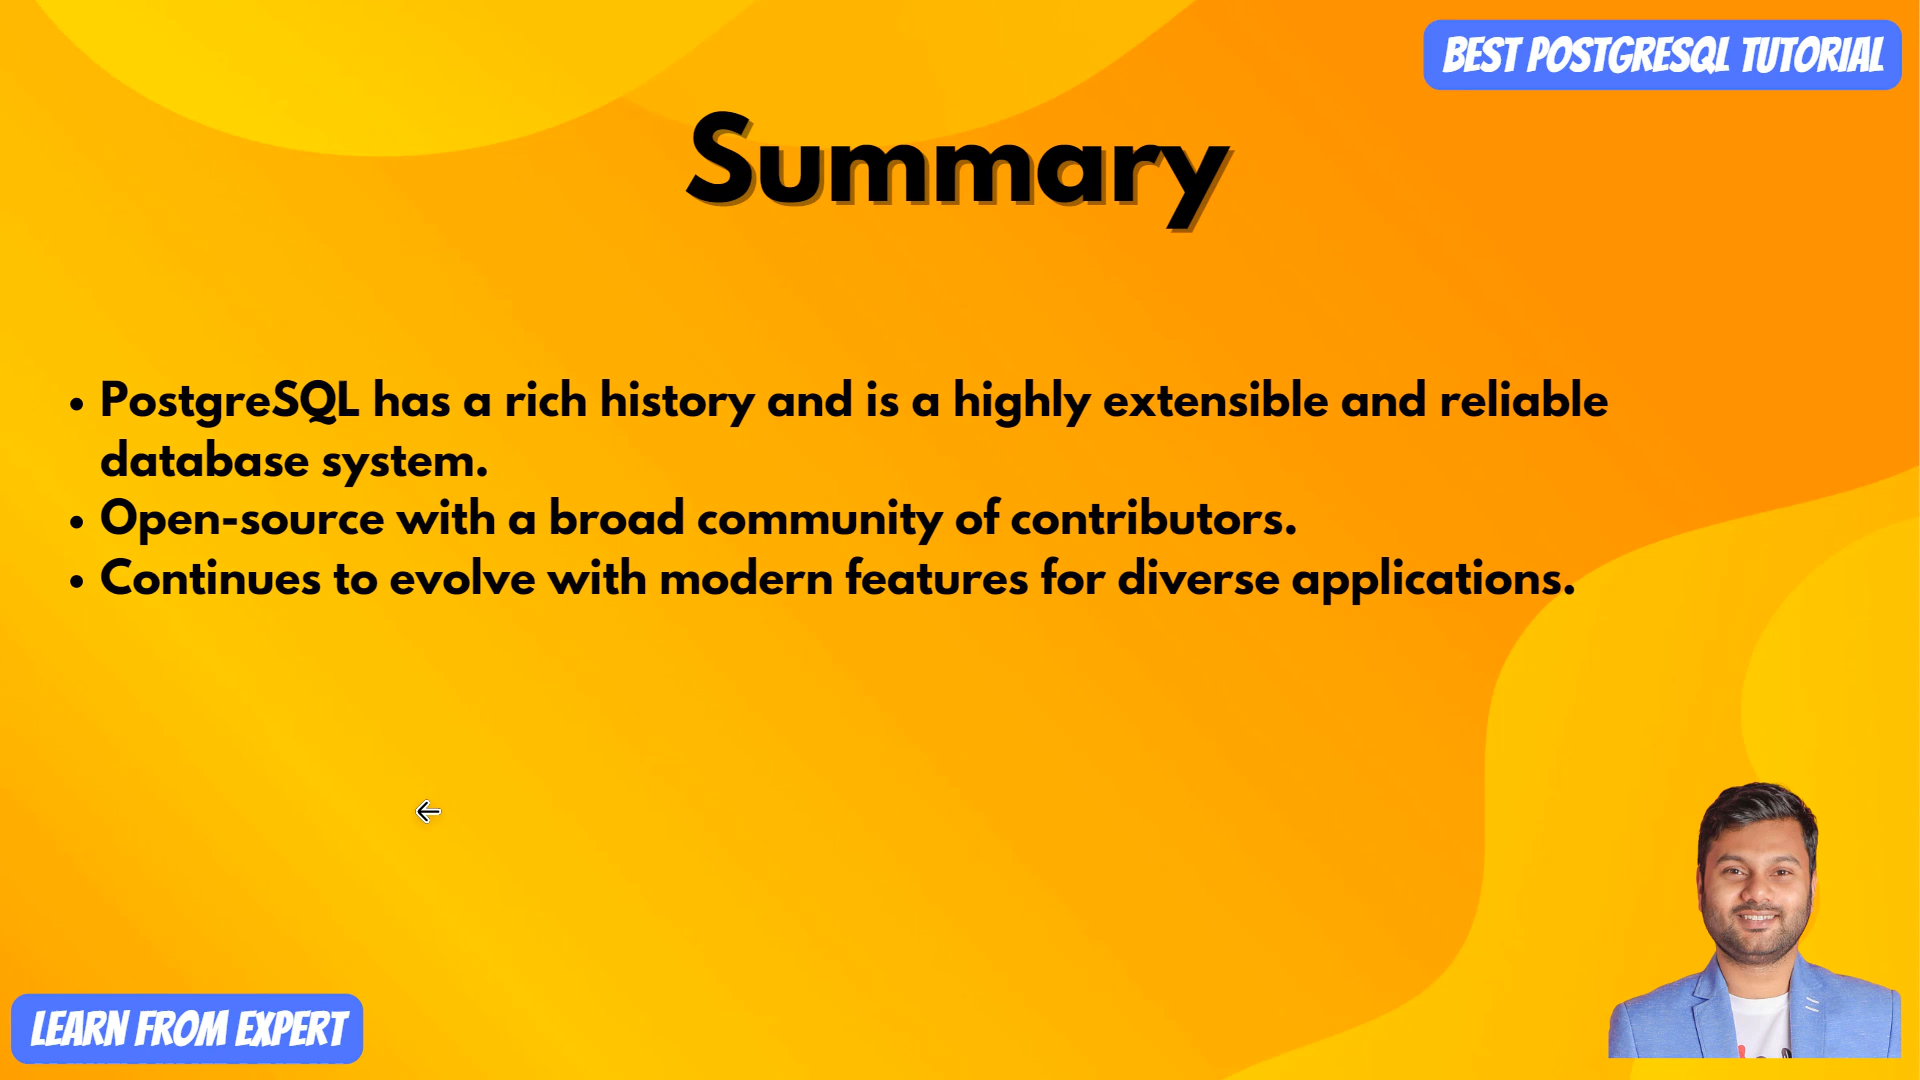 BEST POSTGRESQL TUTORIAL
Summary
• PostgreSQL has a rich history and is a highly extensible and reliable
database system.
• Open-source with a broad community of contributors.
• Continues to evolve with modern features for diverse applications.
LEARN FROM EXPERT